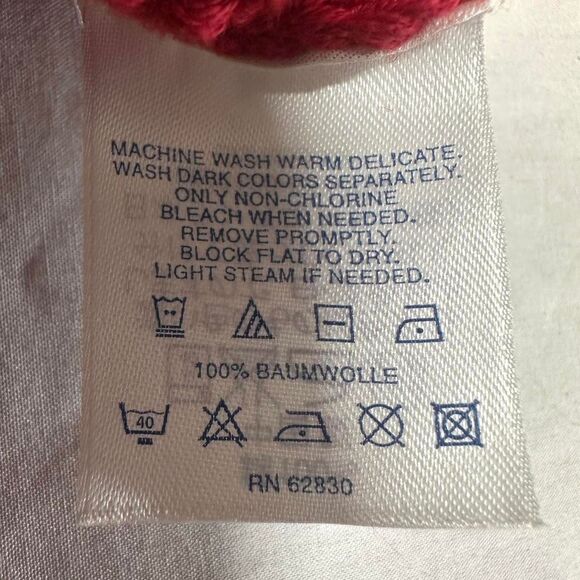 MACHINE WASH WARM DELICATE.
WASH DARK COLORS SEPARATELY.
ONLY NON-CHLORINE
BLEACH WHEN NEEDED.
REMOVE PROMPTLY.
BLOCK FLAT TO DRY.
LIGHT STEAM IF NEEDED.
100% BAUMWOLLE
40
RN 62830